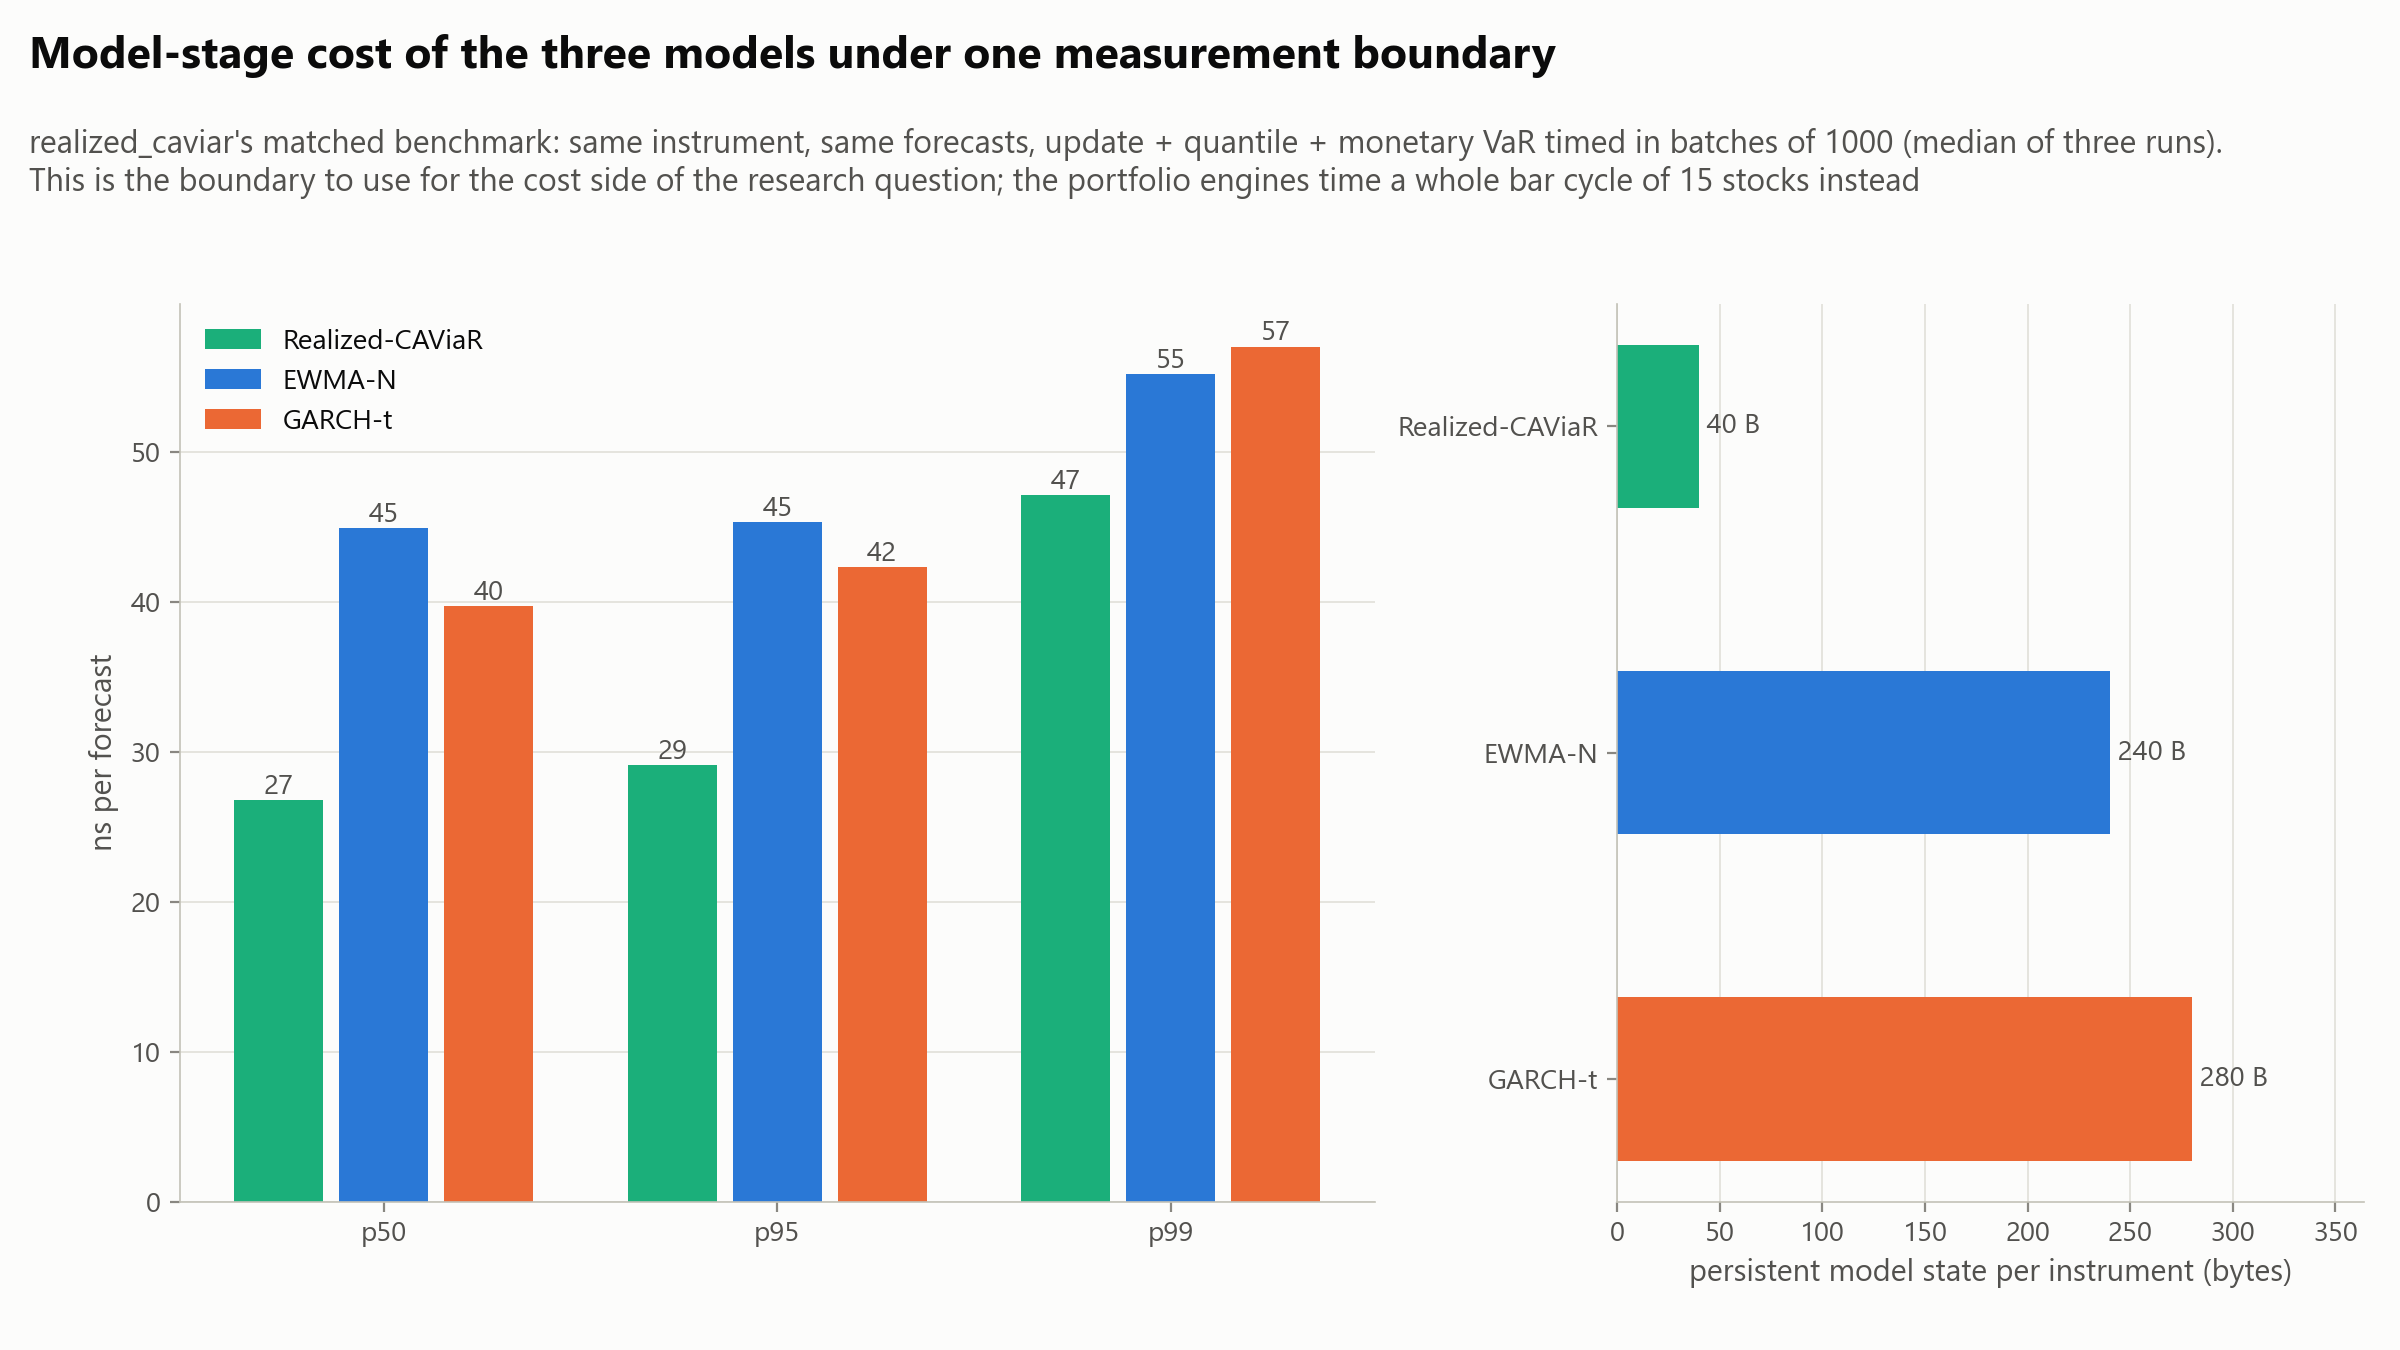 Model-stage cost of the three models under one measurement boundary
realized_caviar's matched benchmark: same instrument, same forecasts, update + quantile + monetary VaR timed in batches of 1000 (median of three runs).
This is the boundary to use for the cost side of the research question; the portfolio engines time a whole bar cycle of 15 stocks instead
Realized-CAViaR
EWMA-N
GARCH-t
ns per forecast
50
40
30
20
10
0
27
45
40
29
45
42
47
55
57
p50
p95
p99
Realized-CAViaR
40 B
EWMA-N
240 B
GARCH-t
280 B
0
50
100
150
200
250
300
350
persistent model state per instrument (bytes)